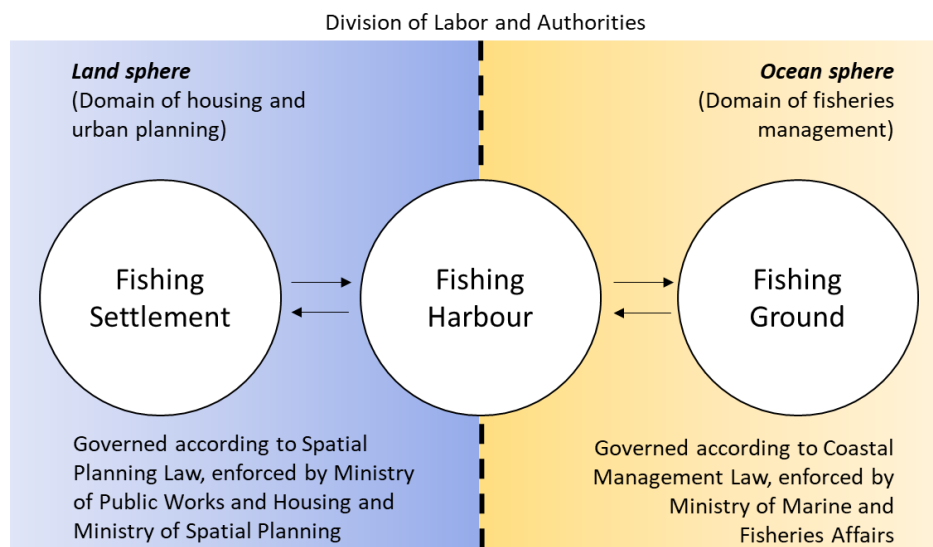 Division of Labor and Authorities
Land sphere
(Domain of housing and
urban planning)
Ocean sphere
(Domain of fisheries
management)
Fishing
Settlement
Fishing
Harbour
Fishing
Ground
Governed according to Spatial
Planning Law, enforced by Ministry
of Public Works and Housing and
Ministry of Spatial Planning
Governed according to Coastal
Management Law, enforced by
Ministry of Marine and
Fisheries Affairs